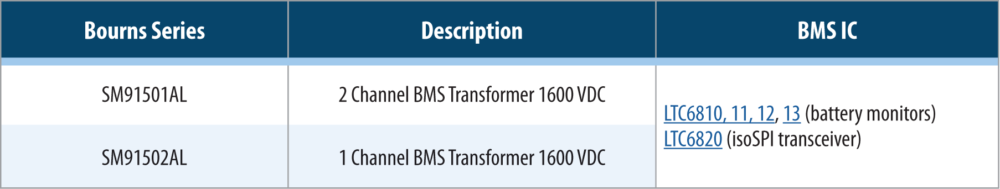 Bourns Series
Description
BMS IC
SM91501AL
2 Channel BMS Transformer 1600 VDC
LTC6810, 11, 12, 13 (battery monitors)
LTC6820 (isoSPI transceiver)
SM91502AL
1 Channel BMS Transformer 1600 VDC